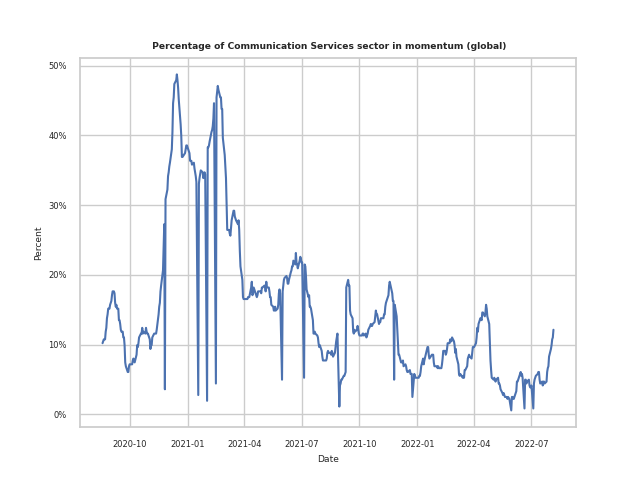 Percentage of Communication Services sector in momentum (global)
50%
40%
30%
20%
10%
0%
Percent
2020-10 2021-01 2021-04 2021-07 2021-10 2022-01 2022-04 2022-07
Date